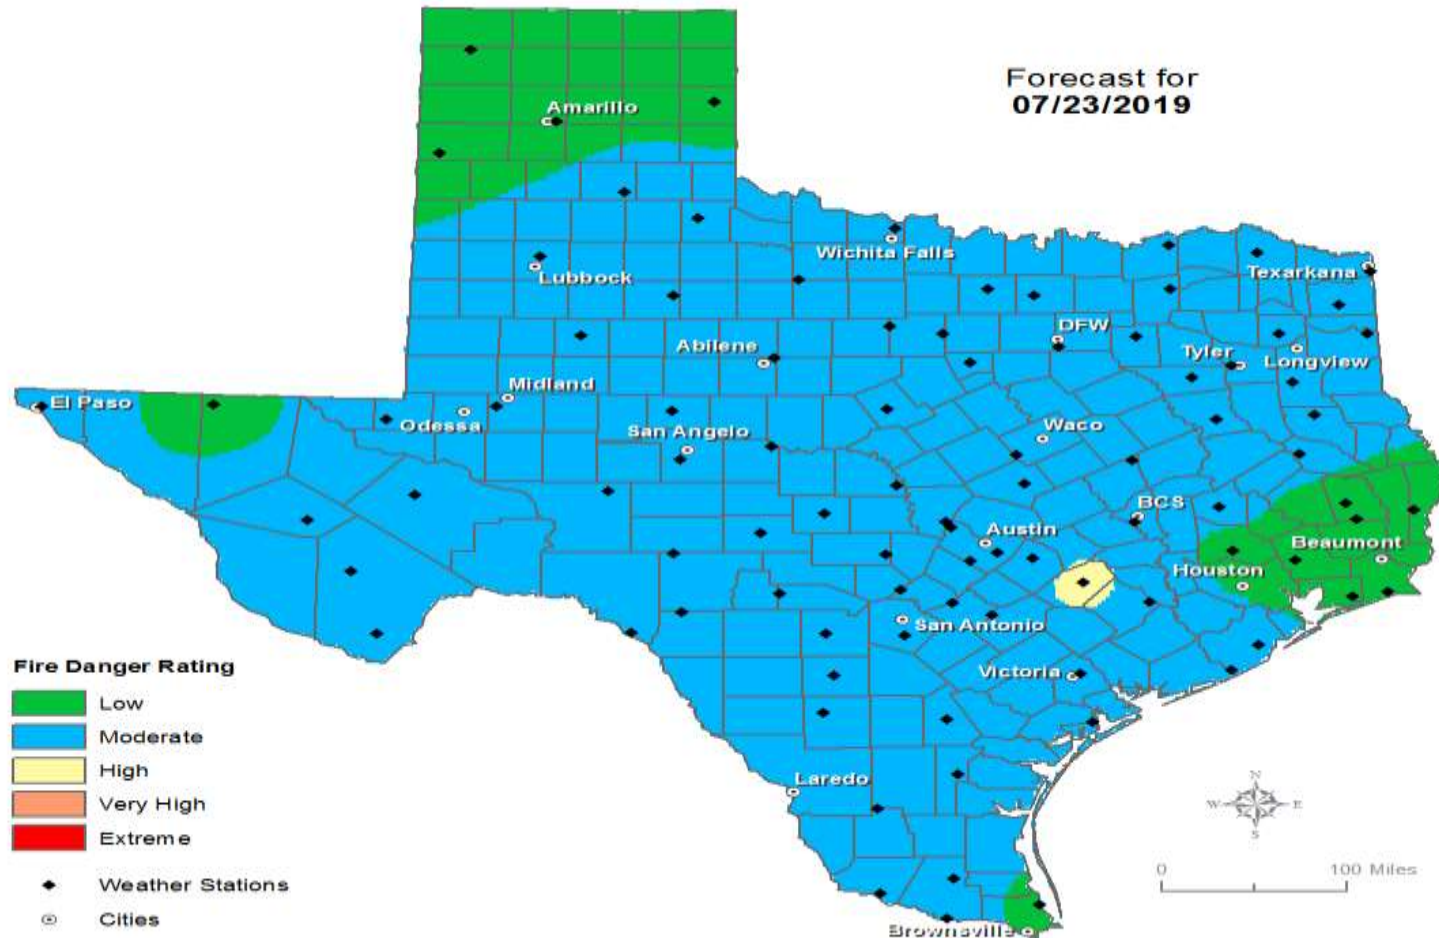 Forecast for
07/23/2019
Amarillo
Wichita Falls
Lubbock
Texarkana
DFW
Abilene
Tyler
Longview
Midland
El Paso
Odessa
San Angelo
Waco
BCS
Austin
Beaumont
Houston
San Antonio
Victoria
Laredo
Brownsville
Fire Danger Rating
Low
Moderate
High
Very High
Extreme
Weather Stations
Cities
N
W
E
S
0 100 Miles